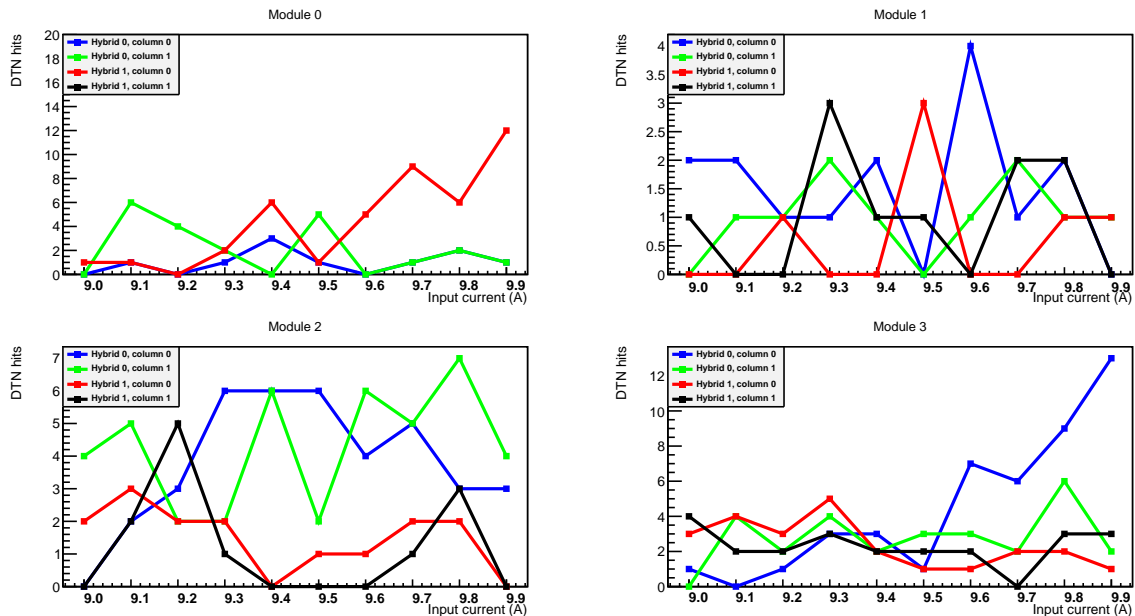 Module 0
DTN hits
20
18
16
14
12
10
8
6
4
2
0
Hybrid 0, column 0
Hybrid 0, column 1
Hybrid 1, column 0
Hybrid 1, column 1
9.0 9.1 9.2 9.3 9.4 9.5 9.6 9.7 9.8 9.9
Input current (A)
Module 1
DTN hits
4
3.5
3
2.5
2
1.5
1
0.5
0
Hybrid 0, column 0
Hybrid 0, column 1
Hybrid 1, column 0
Hybrid 1, column 1
9.0 9.1 9.2 9.3 9.4 9.5 9.6 9.7 9.8 9.9
Input current (A)
Module 2
DTN hits
7
6
5
4
3
2
1
0
Hybrid 0, column 0
Hybrid 0, column 1
Hybrid 1, column 0
Hybrid 1, column 1
9.0 9.1 9.2 9.3 9.4 9.5 9.6 9.7 9.8 9.9
Input current (A)
Module 3
DTN hits
12
10
8
6
4
2
0
Hybrid 0, column 0
Hybrid 0, column 1
Hybrid 1, column 0
Hybrid 1, column 1
9.0 9.1 9.2 9.3 9.4 9.5 9.6 9.7 9.8 9.9
Input current (A)